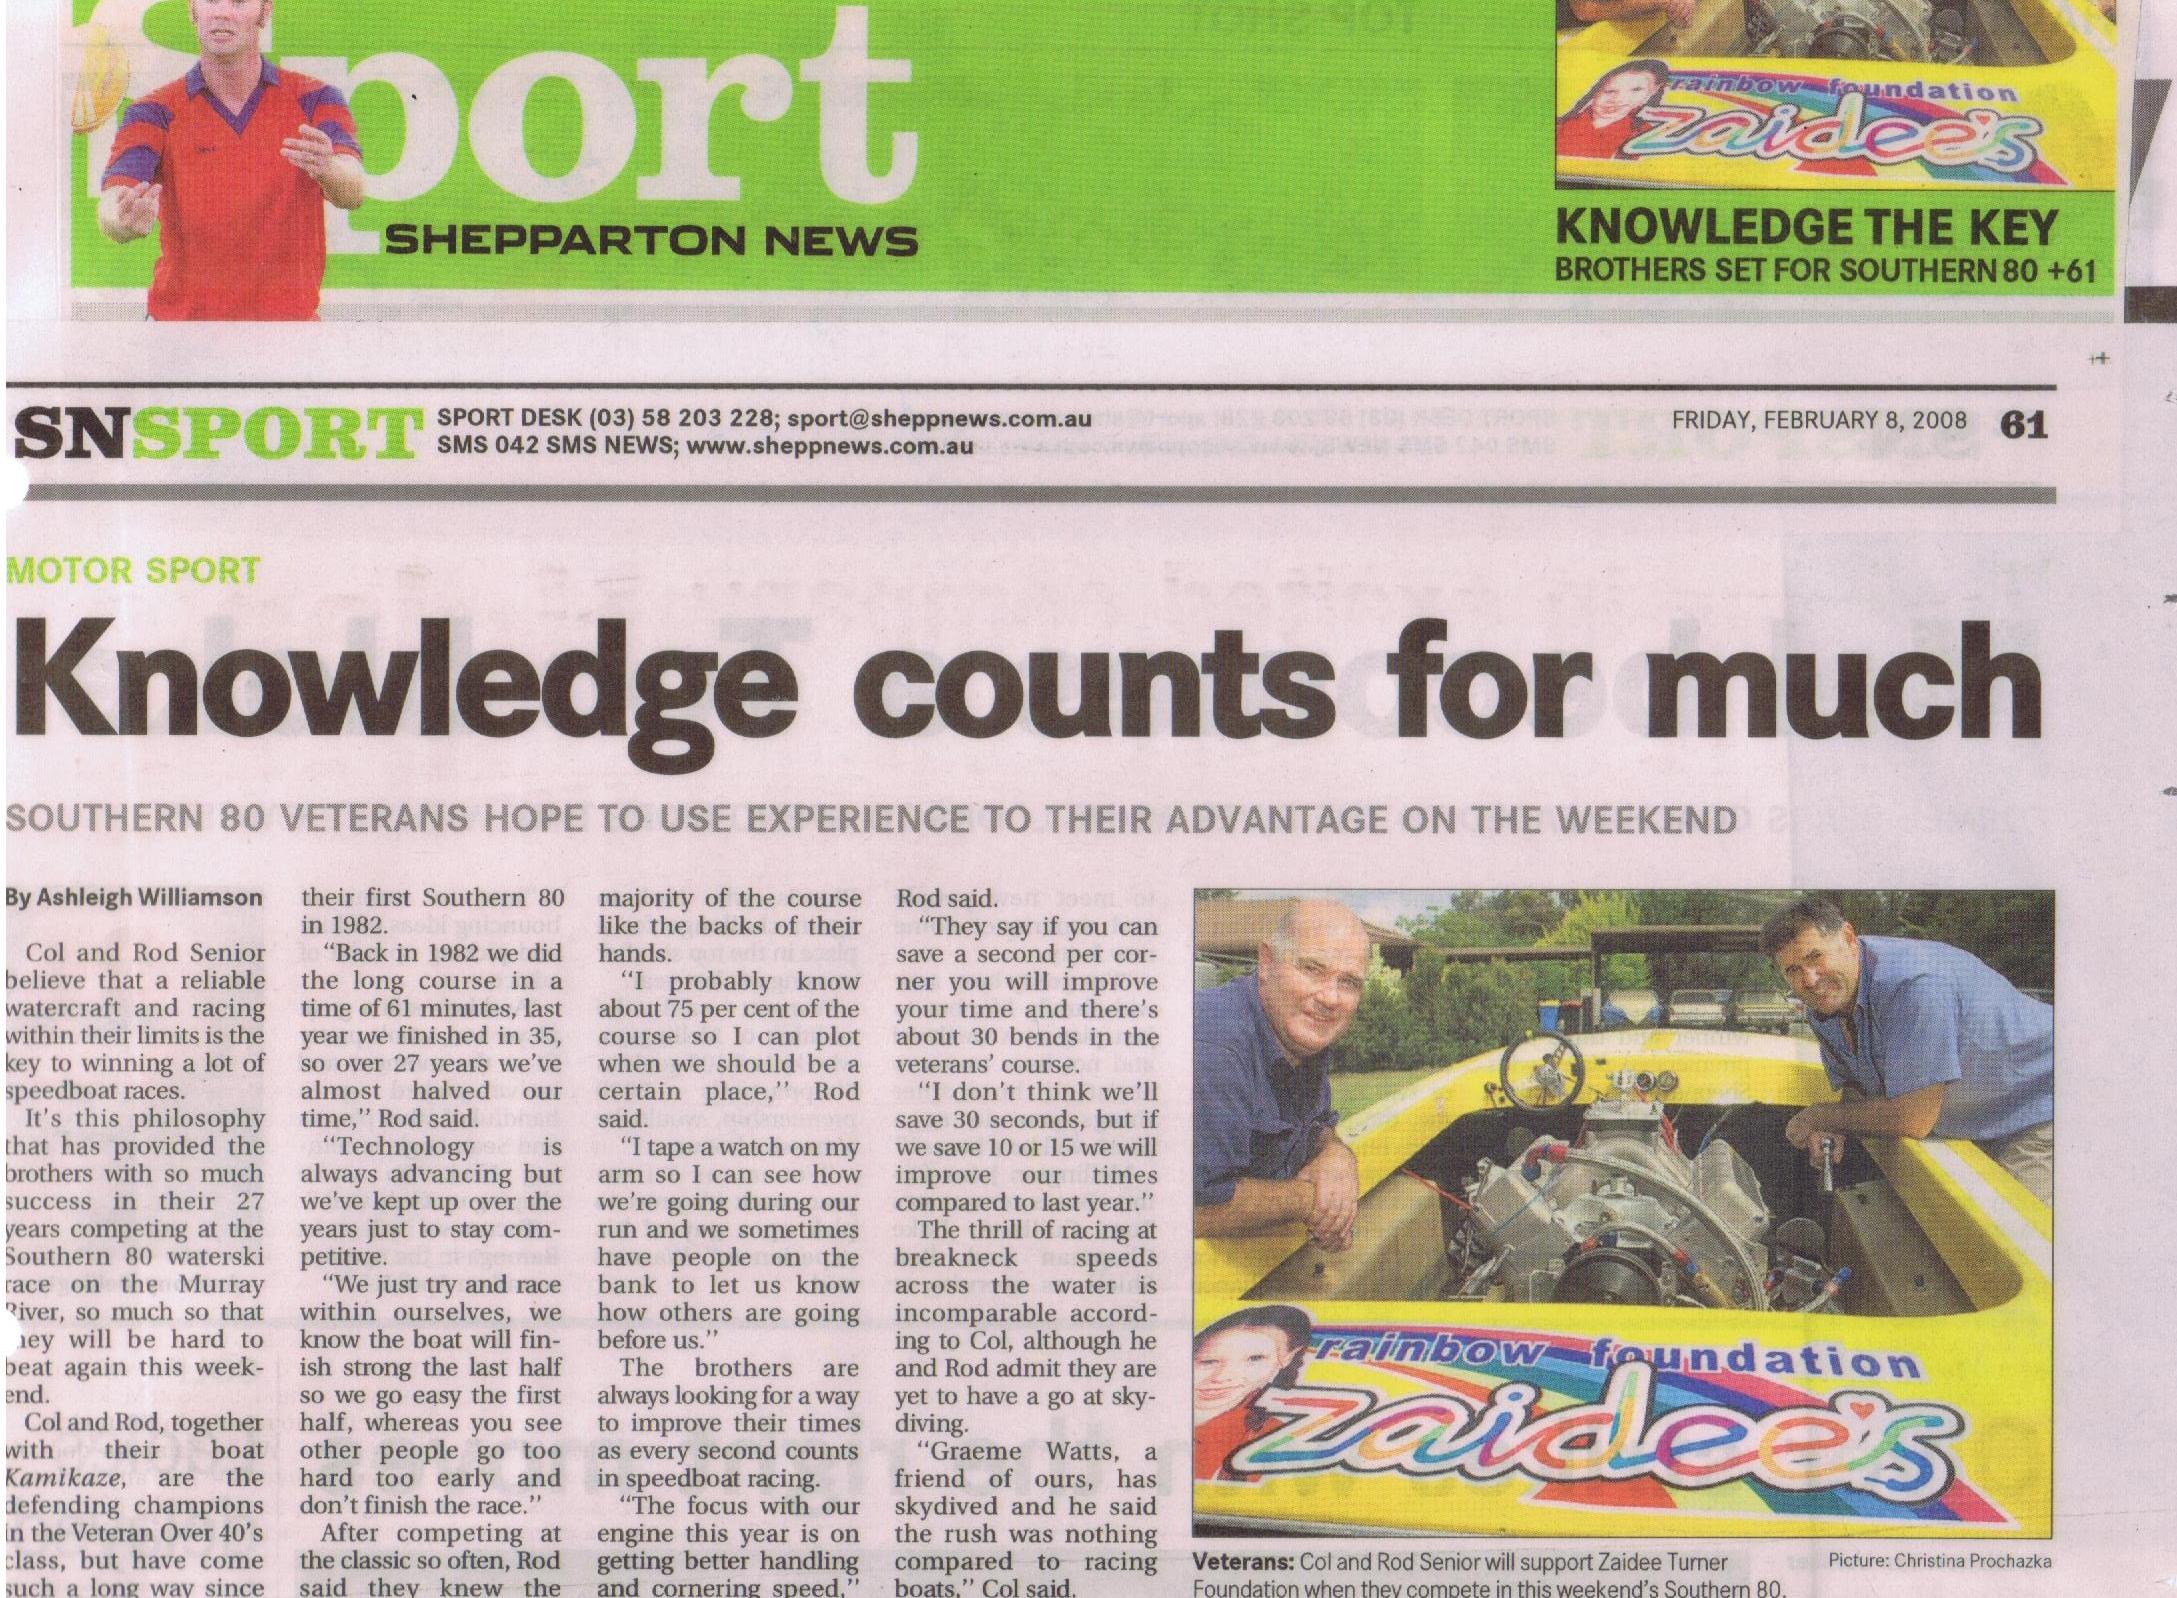 Sport
SHEPPARTON NEWS
rainbow foundation
zaidee's
KNOWLEDGE THE KEY
BROTHERS SET FOR SOUTHERN 80 +61
SNSPORT
SPORT DESK (03) 58 203 228; sport@sheppnews.com.au
SMS 042 SMS NEWS; www.sheppnews.com.au
FRIDAY, FEBRUARY 8, 2008 61
MOTOR SPORT
Knowledge counts for much
SOUTHERN 80 VETERANS HOPE TO USE EXPERIENCE TO THEIR ADVANTAGE ON THE WEEKEND
By Ashleigh Williamson
Col and Rod Senior
believe that a reliable
watercraft and racing
within their limits is the
key to winning a lot of
speedboat races.
It's this philosophy
that has provided the
brothers with so much
success in their 27
years competing at the
Southern 80 waterski
race on the Murray
River, so much so that
hey will be hard to
beat again this week-
end.
Col and Rod, together
with their boat
Kamikaze, are the
defending champions
in the Veteran Over 40's
class, but have come
such a long way since
their first Southern 80
in 1982.
"Back in 1982 we did
the long course in a
time of 61 minutes, last
year we finished in 35,
so over 27 years we've
almost halved our
time," Rod said.
"Technology is
always advancing but
we've kept up over the
years just to stay com-
petitive.
"We just try and race
within ourselves, we
know the boat will fin-
ish strong the last half
so we go easy the first
half, whereas you see
other people go too
hard too early and
don't finish the race."
After competing at
the classic so often, Rod
said they knew the
majority of the course
like the backs of their
hands.
"I probably know
about 75 per cent of the
course so I can plot
when we should be a
certain place," Rod
said.
"I tape a watch on my
arm so I can see how
we're going during our
run and we sometimes
have people on the
bank to let us know
how others are going
before us."
The brothers are
always looking for a way
to improve their times
as every second counts
in speedboat racing.
"The focus with our
engine this year is on
getting better handling
and cornering speed,"
Rod said.
"They say if you can
save a second per cor-
ner you will improve
your time and there's
about 30 bends in the
veterans' course.
"I don't think we'll
save 30 seconds, but if
we save 10 or 15 we will
improve our times
compared to last year."
The thrill of racing at
breakneck speeds
across the water is
incomparable accord-
ing to Col, although he
and Rod admit they are
yet to have a go at sky-
diving.
"Graeme Watts, a
friend of ours, has
skydived and he said
the rush was nothing
compared to racing
boats," Col said.
rainbow foundation
zaidee's
Veterans: Col and Rod Senior will support Zaidee Turner
Foundation when they compete in this weekend's Southern 80.
Picture: Christina Prochazka